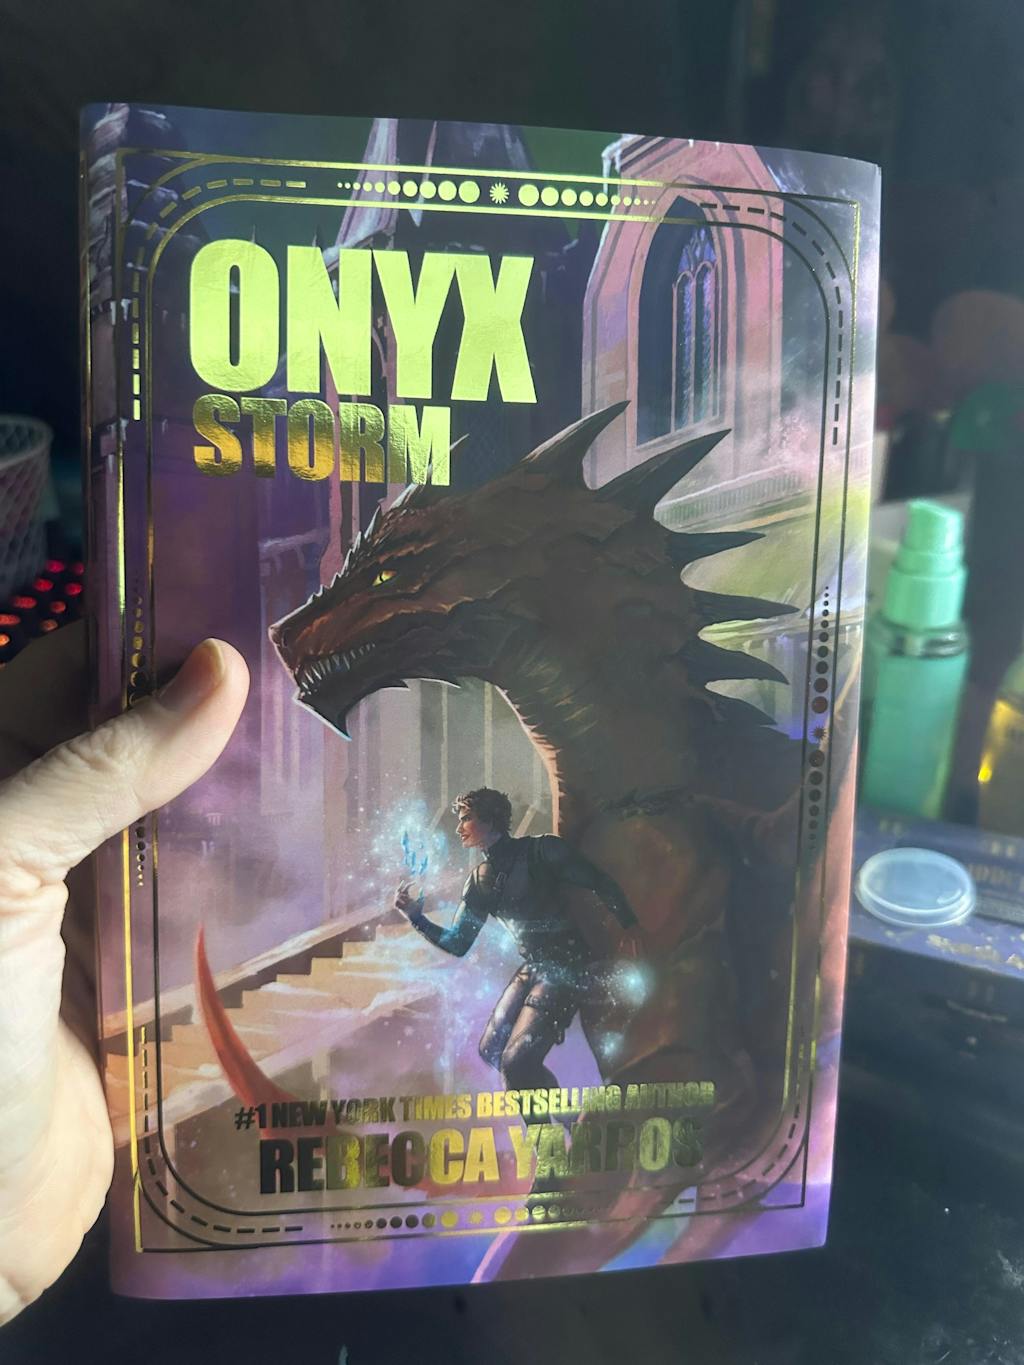 ONYX
STORM
#1 NEW YORK TIMES BESTSELLING AUTHOR
REBECCA YARROS